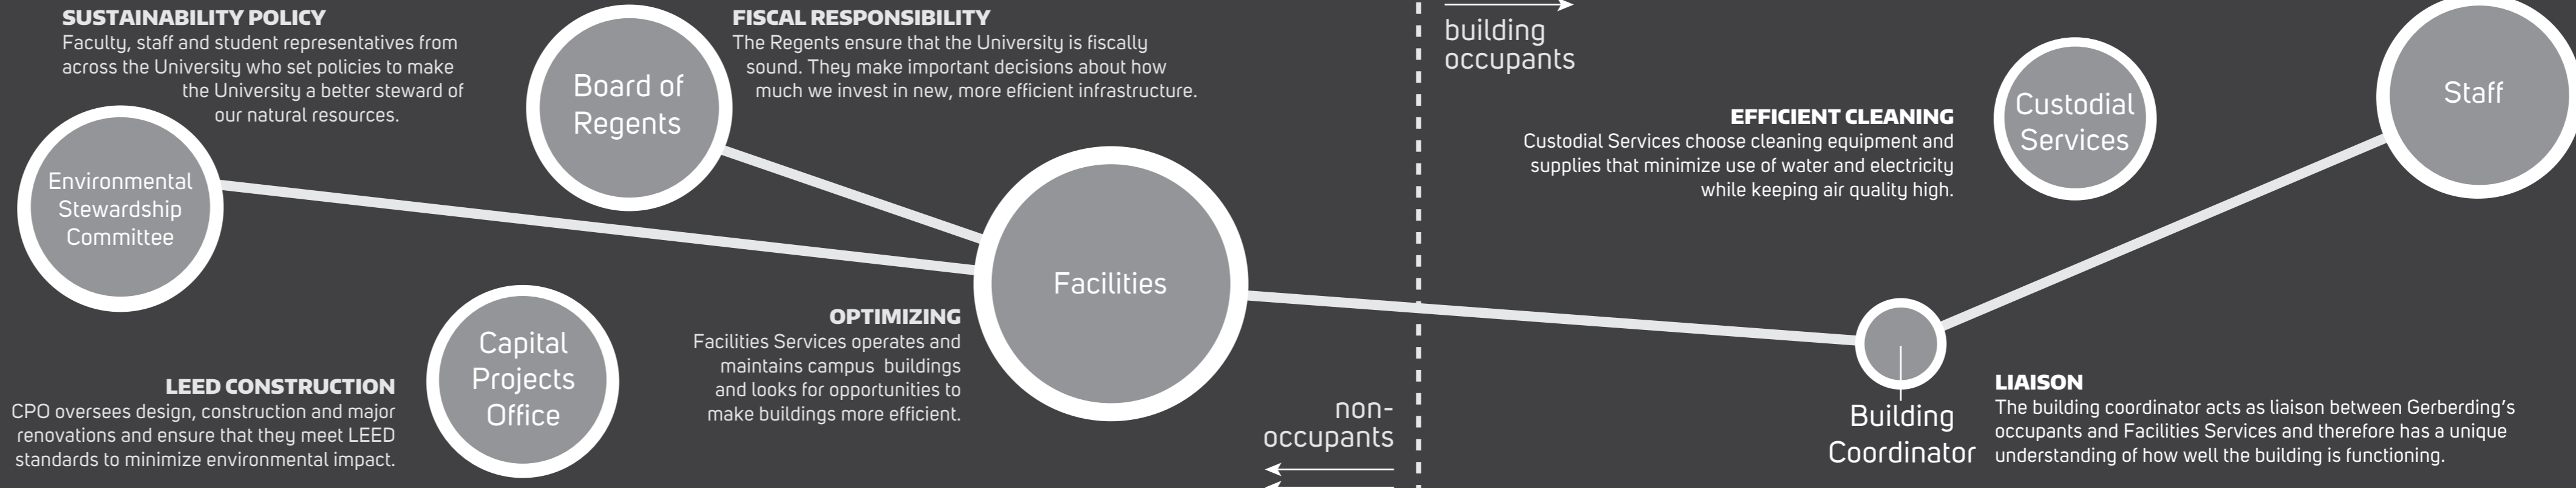 SUSTAINABILITY POLICY
Faculty, staff and student representatives from
across the University who set policies to make
the University a better steward of
our natural resources.
Environmental
Stewardship
Committee
Board of
Regents
FISCAL RESPONSIBILITY
The Regents ensure that the University is fiscally
sound. They make important decisions about how
much we invest in new, more efficient infrastructure.
LEED CONSTRUCTION
CPO oversees design, construction and major
renovations and ensure that they meet LEED
standards to minimize environmental impact.
Capital
Projects
Office
OPTIMIZING
Facilities Services operates and
maintains campus buildings
and looks for opportunities to
make buildings more efficient.
Facilities
non-
occupants
building
occupants
EFFICIENT CLEANING
Custodial Services choose cleaning equipment and
supplies that minimize use of water and electricity
while keeping air quality high.
Custodial
Services
Staff
Building
Coordinator
LIAISON
The building coordinator acts as liaison between Gerberding's
occupants and Facilities Services and therefore has a unique
understanding of how well the building is functioning.